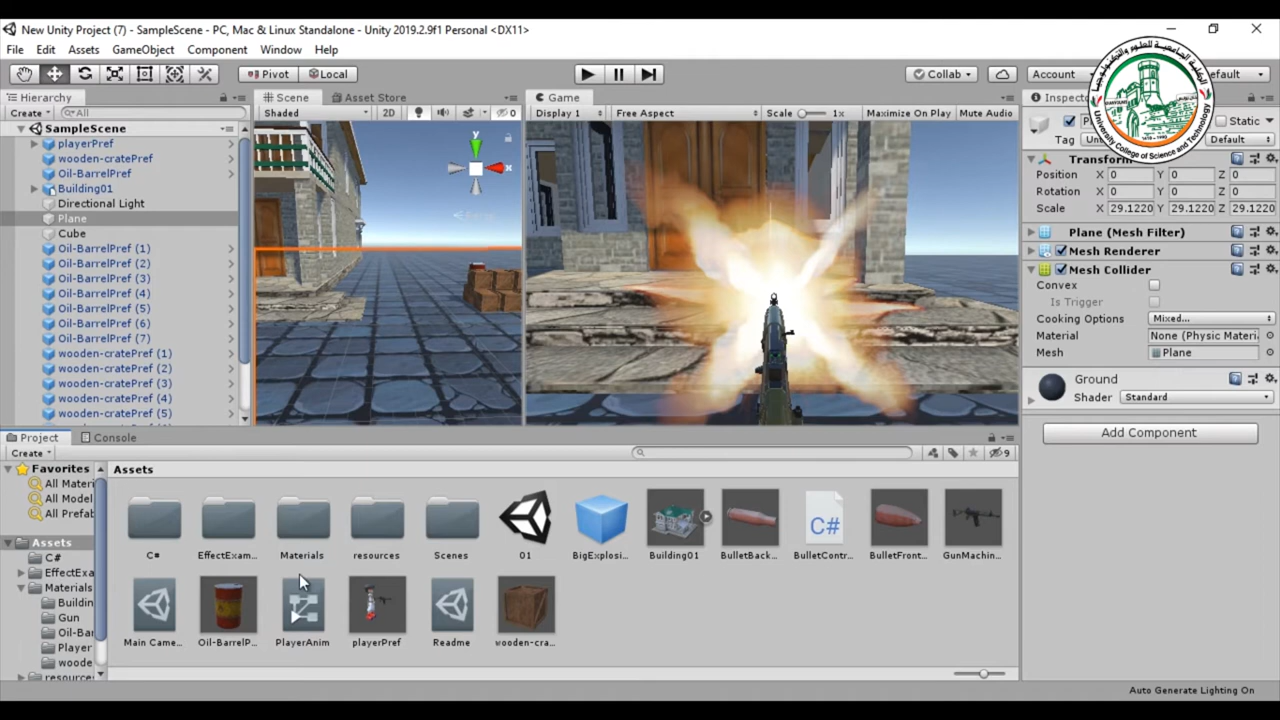 New Unity Project (7) - SampleScene - PC, Mac & Linux Standalone - Unity 2019.2.9f1 Personal <DX11>
File Edit Assets GameObject Component Window Help
Pivot Local Collab Account
Hierarchy
Create All
SampleScene
playerPref
wooden-cratePref
Oil-BarrelPref
Building01
Directional Light
Plane
Cube
Oil-BarrelPref (1)
Oil-BarrelPref (2)
Oil-BarrelPref (3)
Oil-BarrelPref (4)
Oil-BarrelPref (5)
Oil-BarrelPref (6)
Oil-BarrelPref (7)
wooden-cratePref (1)
wooden-cratePref (2)
wooden-cratePref (3)
wooden-cratePref (4)
wooden-cratePref (5)
Scene Asset Store
Shaded 2D 0
y
x
Game
Display 1 Free Aspect Scale 1x Maximize On Play Mute Audio
Static
Tag Default
Transform
Position X 0 Y 0 Z 0
Rotation X 0 Y 0 Z 0
Scale X 29.1220 Y 29.1220 Z 29.1220
Plane (Mesh Filter)
Mesh Renderer
Mesh Collider
Convex
Is Trigger
Cooking Options Mixed...
Material None (Physic Materi
Mesh Plane
Ground
Shader Standard
Add Component
Project Console
Create 9
Favorites
All Materi
All Model
All Prefab
Assets
C#
EffectExa
Materials
Buildin
Gun
Oil-Ba
Player
woode
resources
Assets
C# EffectExam... Materials resources Scenes 01 BigExplosi... Building01 BulletBack... BulletContr... BulletFront... GunMachin...
C#
Main Came... Oil-BarrelP... PlayerAnim playerPref Readme wooden-cra...
Auto Generate Lighting On
University College of Science and Technology